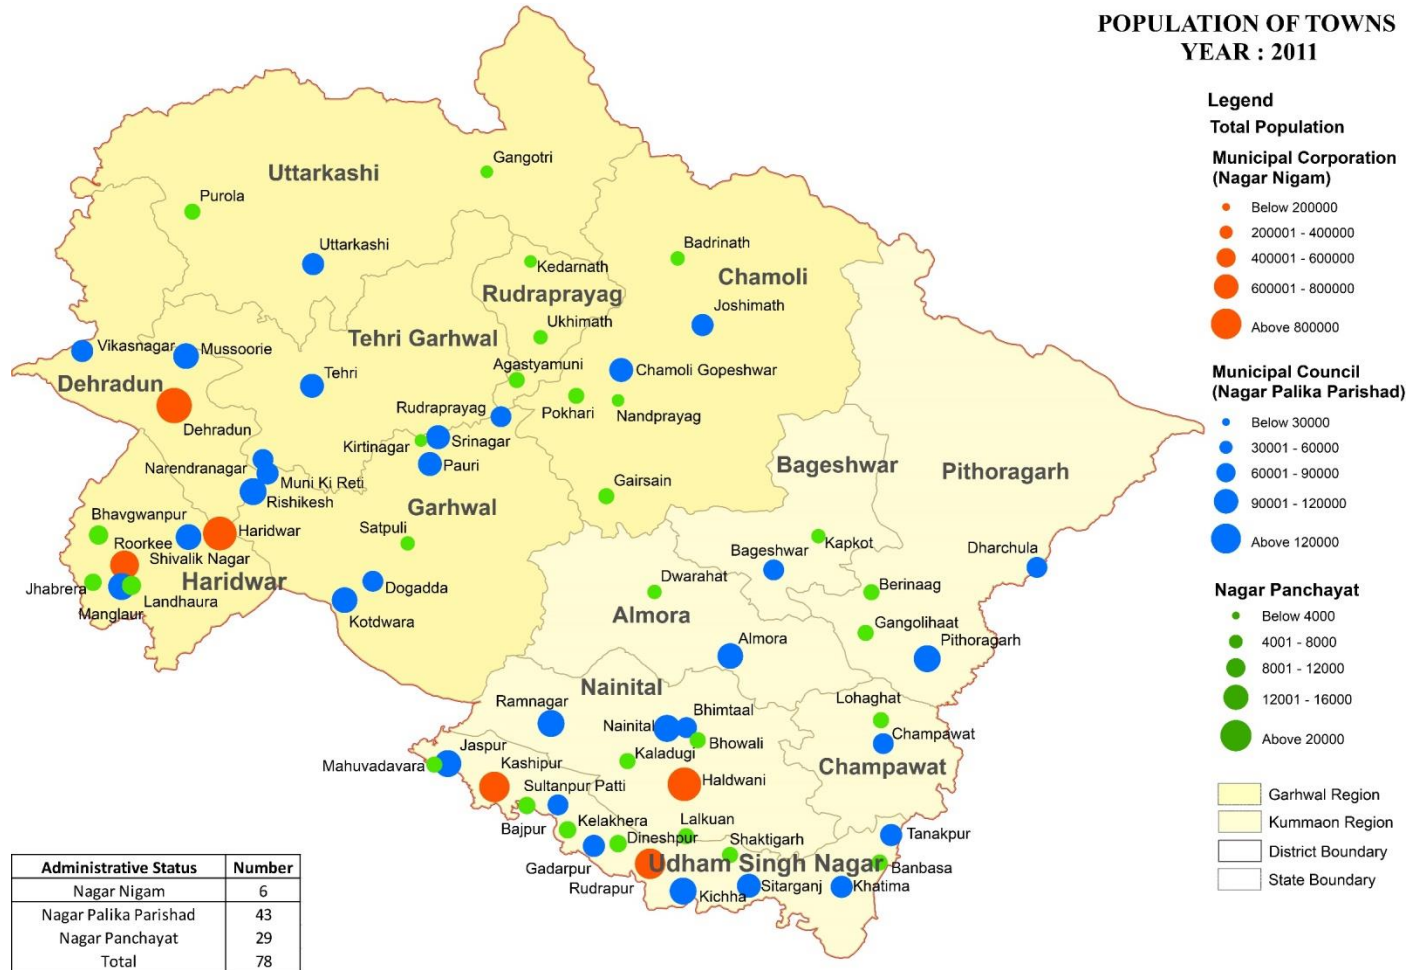 POPULATION OF TOWNS
YEAR : 2011
Legend
Total Population
Municipal Corporation
(Nagar Nigam)
Below 200000
200001 - 400000
400001 - 600000
600001 - 800000
Above 800000
Municipal Council
(Nagar Palika Parishad)
Below 30000
30001 - 60000
60001 - 90000
90001 - 120000
Above 120000
Nagar Panchayat
Below 4000
4001 - 8000
8001 - 12000
12001 - 16000
Above 20000
Garhwal Region
Kummaon Region
District Boundary
State Boundary
Gangotri
Uttarkashi
Purola
Uttarkashi
Badrinath
Kedarnath
Chamoli
Rudraprayag
Joshimath
Ukhimath
Tehri Garhwal
Vikasnagar
Mussoorie
Agastyamuni
Chamoli Gopeshwar
Tehri
Dehradun
Rudraprayag
Pokhari
Nandprayag
Dehradun
Kirtinagar
Srinagar
Narendranagar
Pauri
Bageshwar
Pithoragarh
Muni Ki Reti
Rishikesh
Gairsain
Garhwal
Bhavgwanpur
Satpuli
Haridwar
Roorkee
Kapkot
Shivalik Nagar
Bageshwar
Dharchula
Haridwar
Dwarahat
Jhabrera
Dogadda
Berinaag
Landhaura
Almora
Manglaur
Kotdwara
Gangolihaat
Almora
Pithoragarh
Nainital
Ramnagar
Lohaghat
Nainital
Bhimtaal
Champawat
Bhowali
Jaspur
Kaladugi
Mahuvadavara
Kashipur
Champawat
Haldwani
Sultanpur Patti
Bajpur
Kelakhera
Lalkuan
Tanakpur
Dineshpur
Shaktigarh
Gadarpur
Udham Singh Nagar
Banbasa
Rudrapur
Kichha
Sitarganj
Khatima
Administrative Status Number
Nagar Nigam 6
Nagar Palika Parishad 43
Nagar Panchayat 29
Total 78